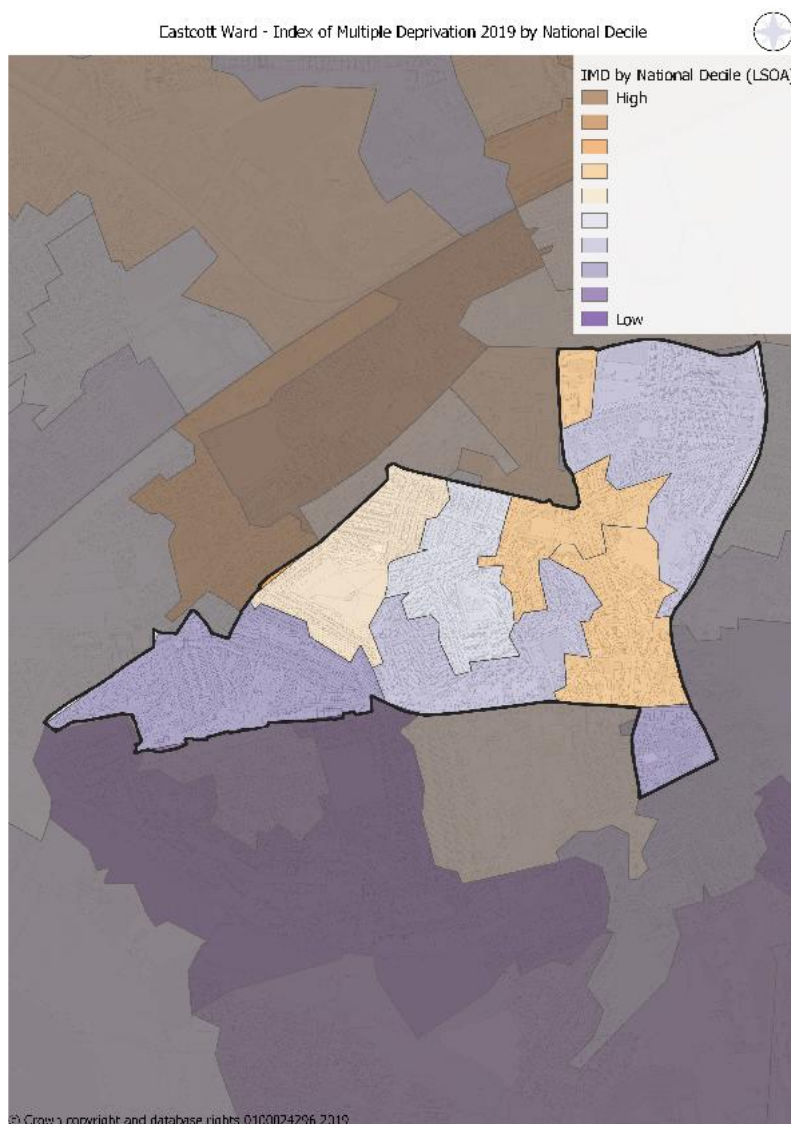 Eastcott Ward - Index of Multiple Deprivation 2019 by National Decile
IMD by National Decile (LSOA)
High
Low
© Crown copyright and database rights 0100024296 2019